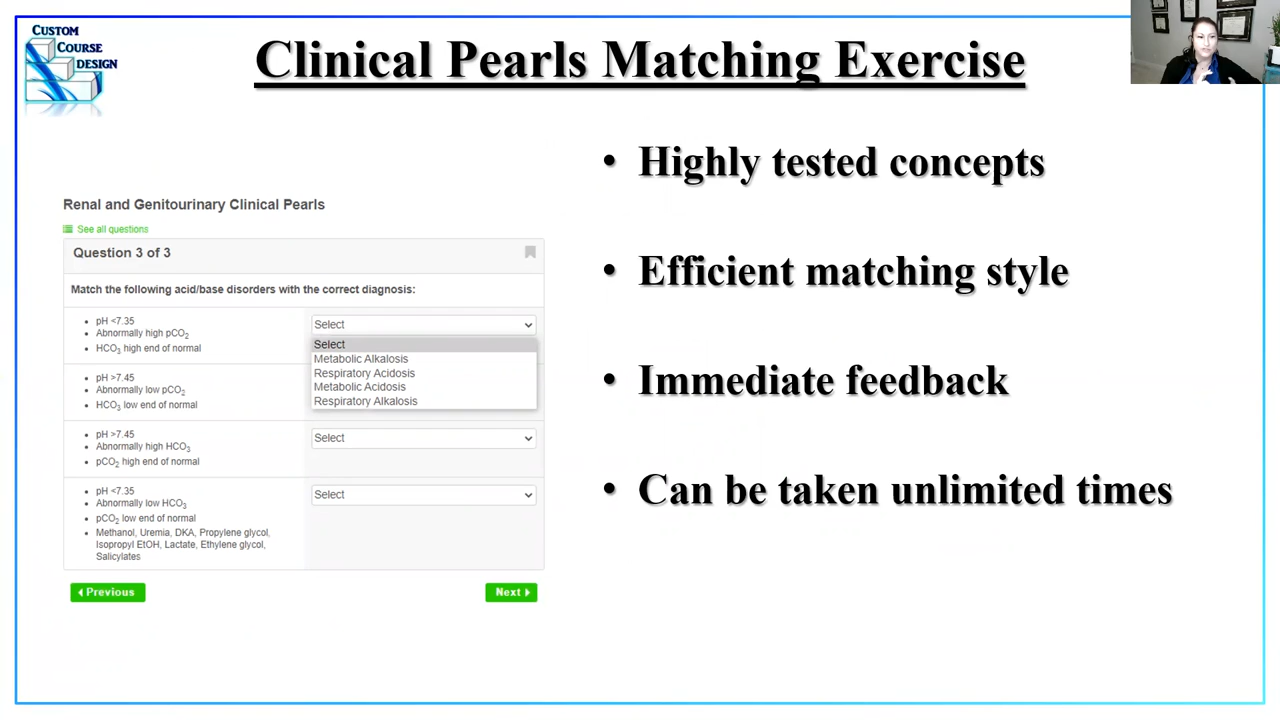 CUSTOM
COURSE
DESIGN
Clinical Pearls Matching Exercise
Renal and Genitourinary Clinical Pearls
See all questions
Question 3 of 3
Match the following acid/base disorders with the correct diagnosis:
• pH <7.35
• Abnormally high pCO₂
• HCO₃ high end of normal
Select
Select
Metabolic Alkalosis
Respiratory Acidosis
Metabolic Acidosis
Respiratory Alkalosis
• pH >7.45
• Abnormally low pCO₂
• HCO₃ low end of normal
• pH >7.45
• Abnormally high HCO₃
• pCO₂ high end of normal
Select
• pH <7.35
• Abnormally low HCO₃
• pCO₂ low end of normal
• Methanol, Uremia, DKA, Propylene glycol,
Isopropyl EtOH, Lactate, Ethylene glycol,
Salicylates
Select
Previous
Next
• Highly tested concepts
• Efficient matching style
• Immediate feedback
• Can be taken unlimited times